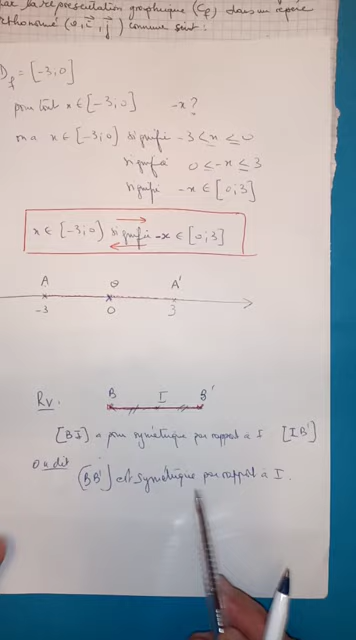 la représentation graphique (Cf) dans un repère
orthonormé (o, i⃗, j⃗) comme suit :
D_f = [-3;0]
pour tout x ∈ [-3;0] -x ?
on a x ∈ [-3;0] signifie -3 ≤ x ≤ 0
signifie 0 ≤ -x ≤ 3
signifie -x ∈ [0;3]
x ∈ [-3;0] signifie -x ∈ [0;3]
A O A'
-3 0 3
Rv. B I B'
[BI] a pour symétrique par rapport à I [IB']
On dit [BB'] est symétrique par rapport à I.